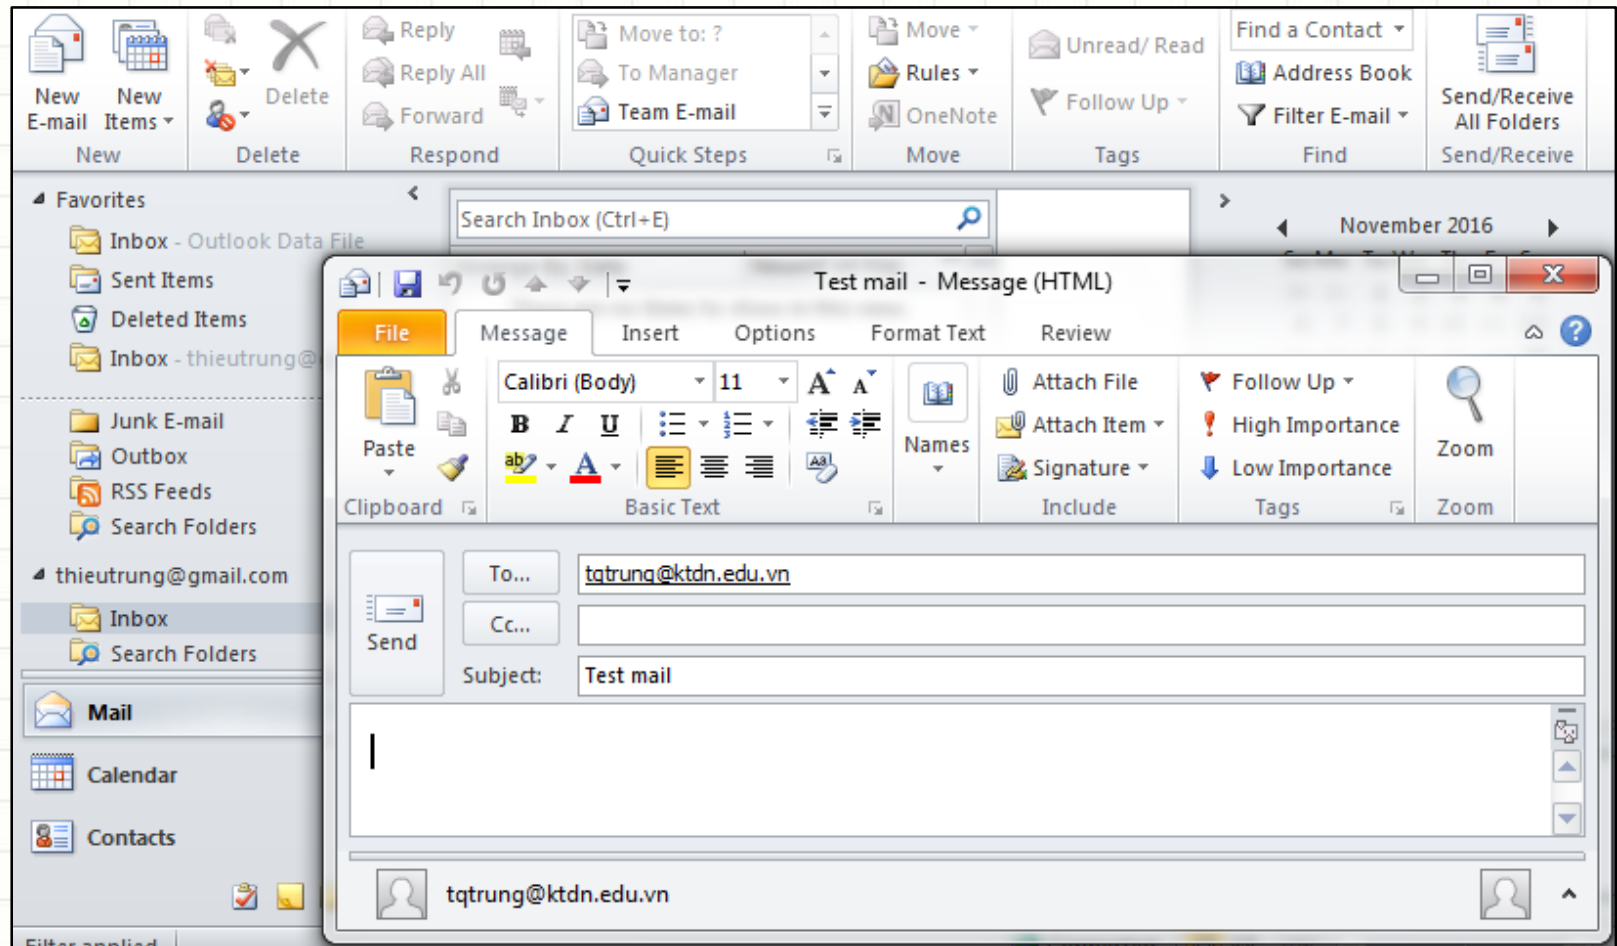 New E-mail
New Items
New
Delete
Delete
Reply
Reply All
Forward
Respond
Move to: ?
To Manager
Team E-mail
Quick Steps
Move
Rules
OneNote
Move
Unread/ Read
Follow Up
Tags
Find a Contact
Address Book
Filter E-mail
Find
Send/Receive
All Folders
Send/Receive
Favorites
Inbox - Outlook Data File
Sent Items
Deleted Items
Inbox - thieutrung@
Junk E-mail
Outbox
RSS Feeds
Search Folders
thieutrung@gmail.com
Inbox
Search Folders
Mail
Calendar
Contacts
Filter applied
Search Inbox (Ctrl+E)
November 2016
Test mail - Message (HTML)
File
Message
Insert
Options
Format Text
Review
Paste
Clipboard
Calibri (Body)
11
B I U
Basic Text
Names
Attach File
Attach Item
Signature
Include
Follow Up
High Importance
Low Importance
Tags
Zoom
Zoom
Send
To...
tqtrung@ktdn.edu.vn
Cc...
Subject:
Test mail
tqtrung@ktdn.edu.vn